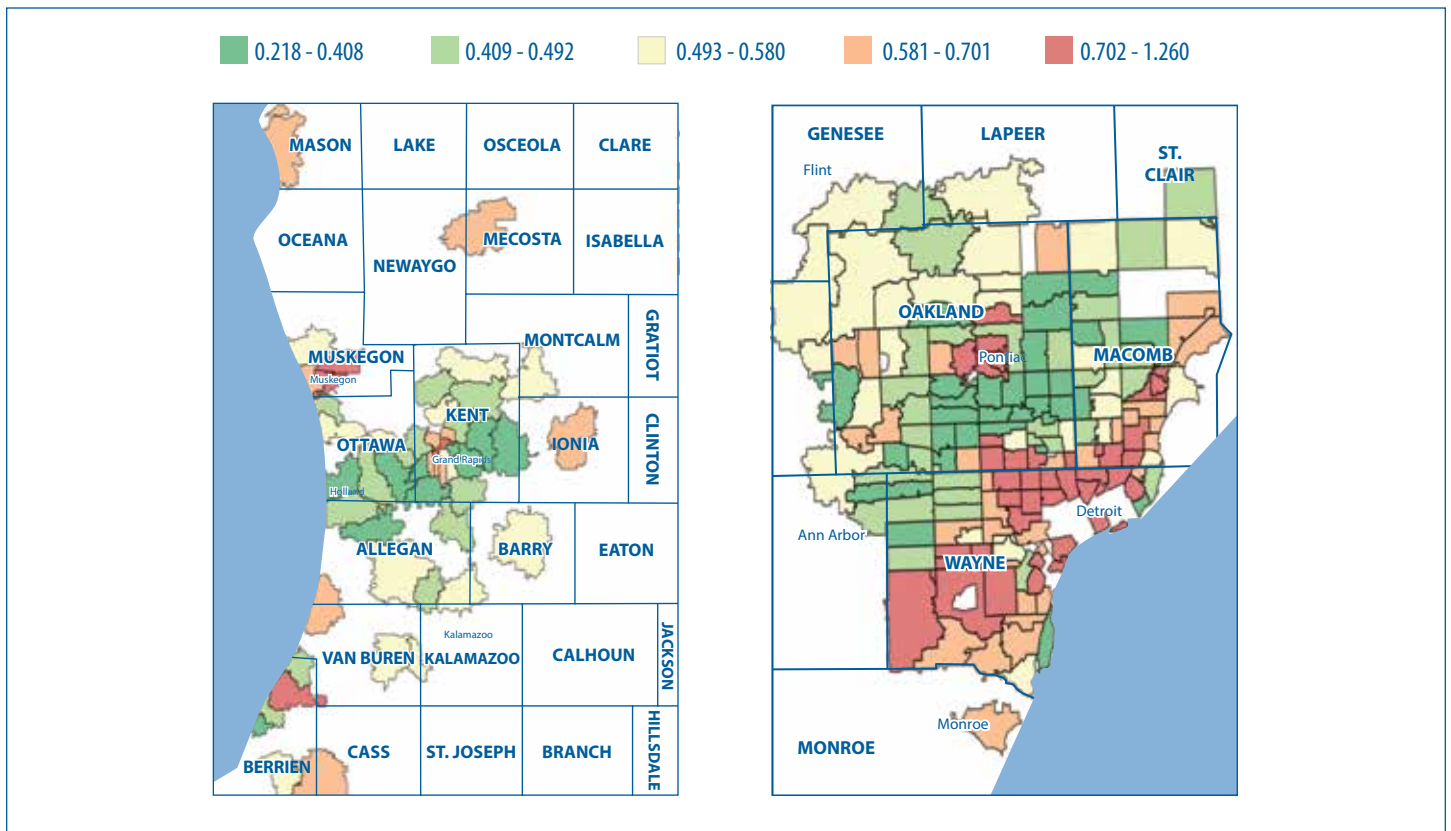 0.218 - 0.408
0.409 - 0.492
0.493 - 0.580
0.581 - 0.701
0.702 - 1.260
MASON
LAKE
OSCEOLA
CLARE
OCEANA
NEWAYGO
MECOSTA
ISABELLA
MUSKEGON
Muskegon
MONTCALM
GRATIOT
KENT
OTTAWA
Grand Rapids
IONIA
CLINTON
Holland
ALLEGAN
BARRY
EATON
Kalamazoo
VAN BUREN
KALAMAZOO
CALHOUN
JACKSON
BERRIEN
CASS
ST. JOSEPH
BRANCH
HILLSDALE
GENESEE
LAPEER
ST.
CLAIR
Flint
OAKLAND
Pontiac
MACOMB
Ann Arbor
Detroit
WAYNE
Monroe
MONROE